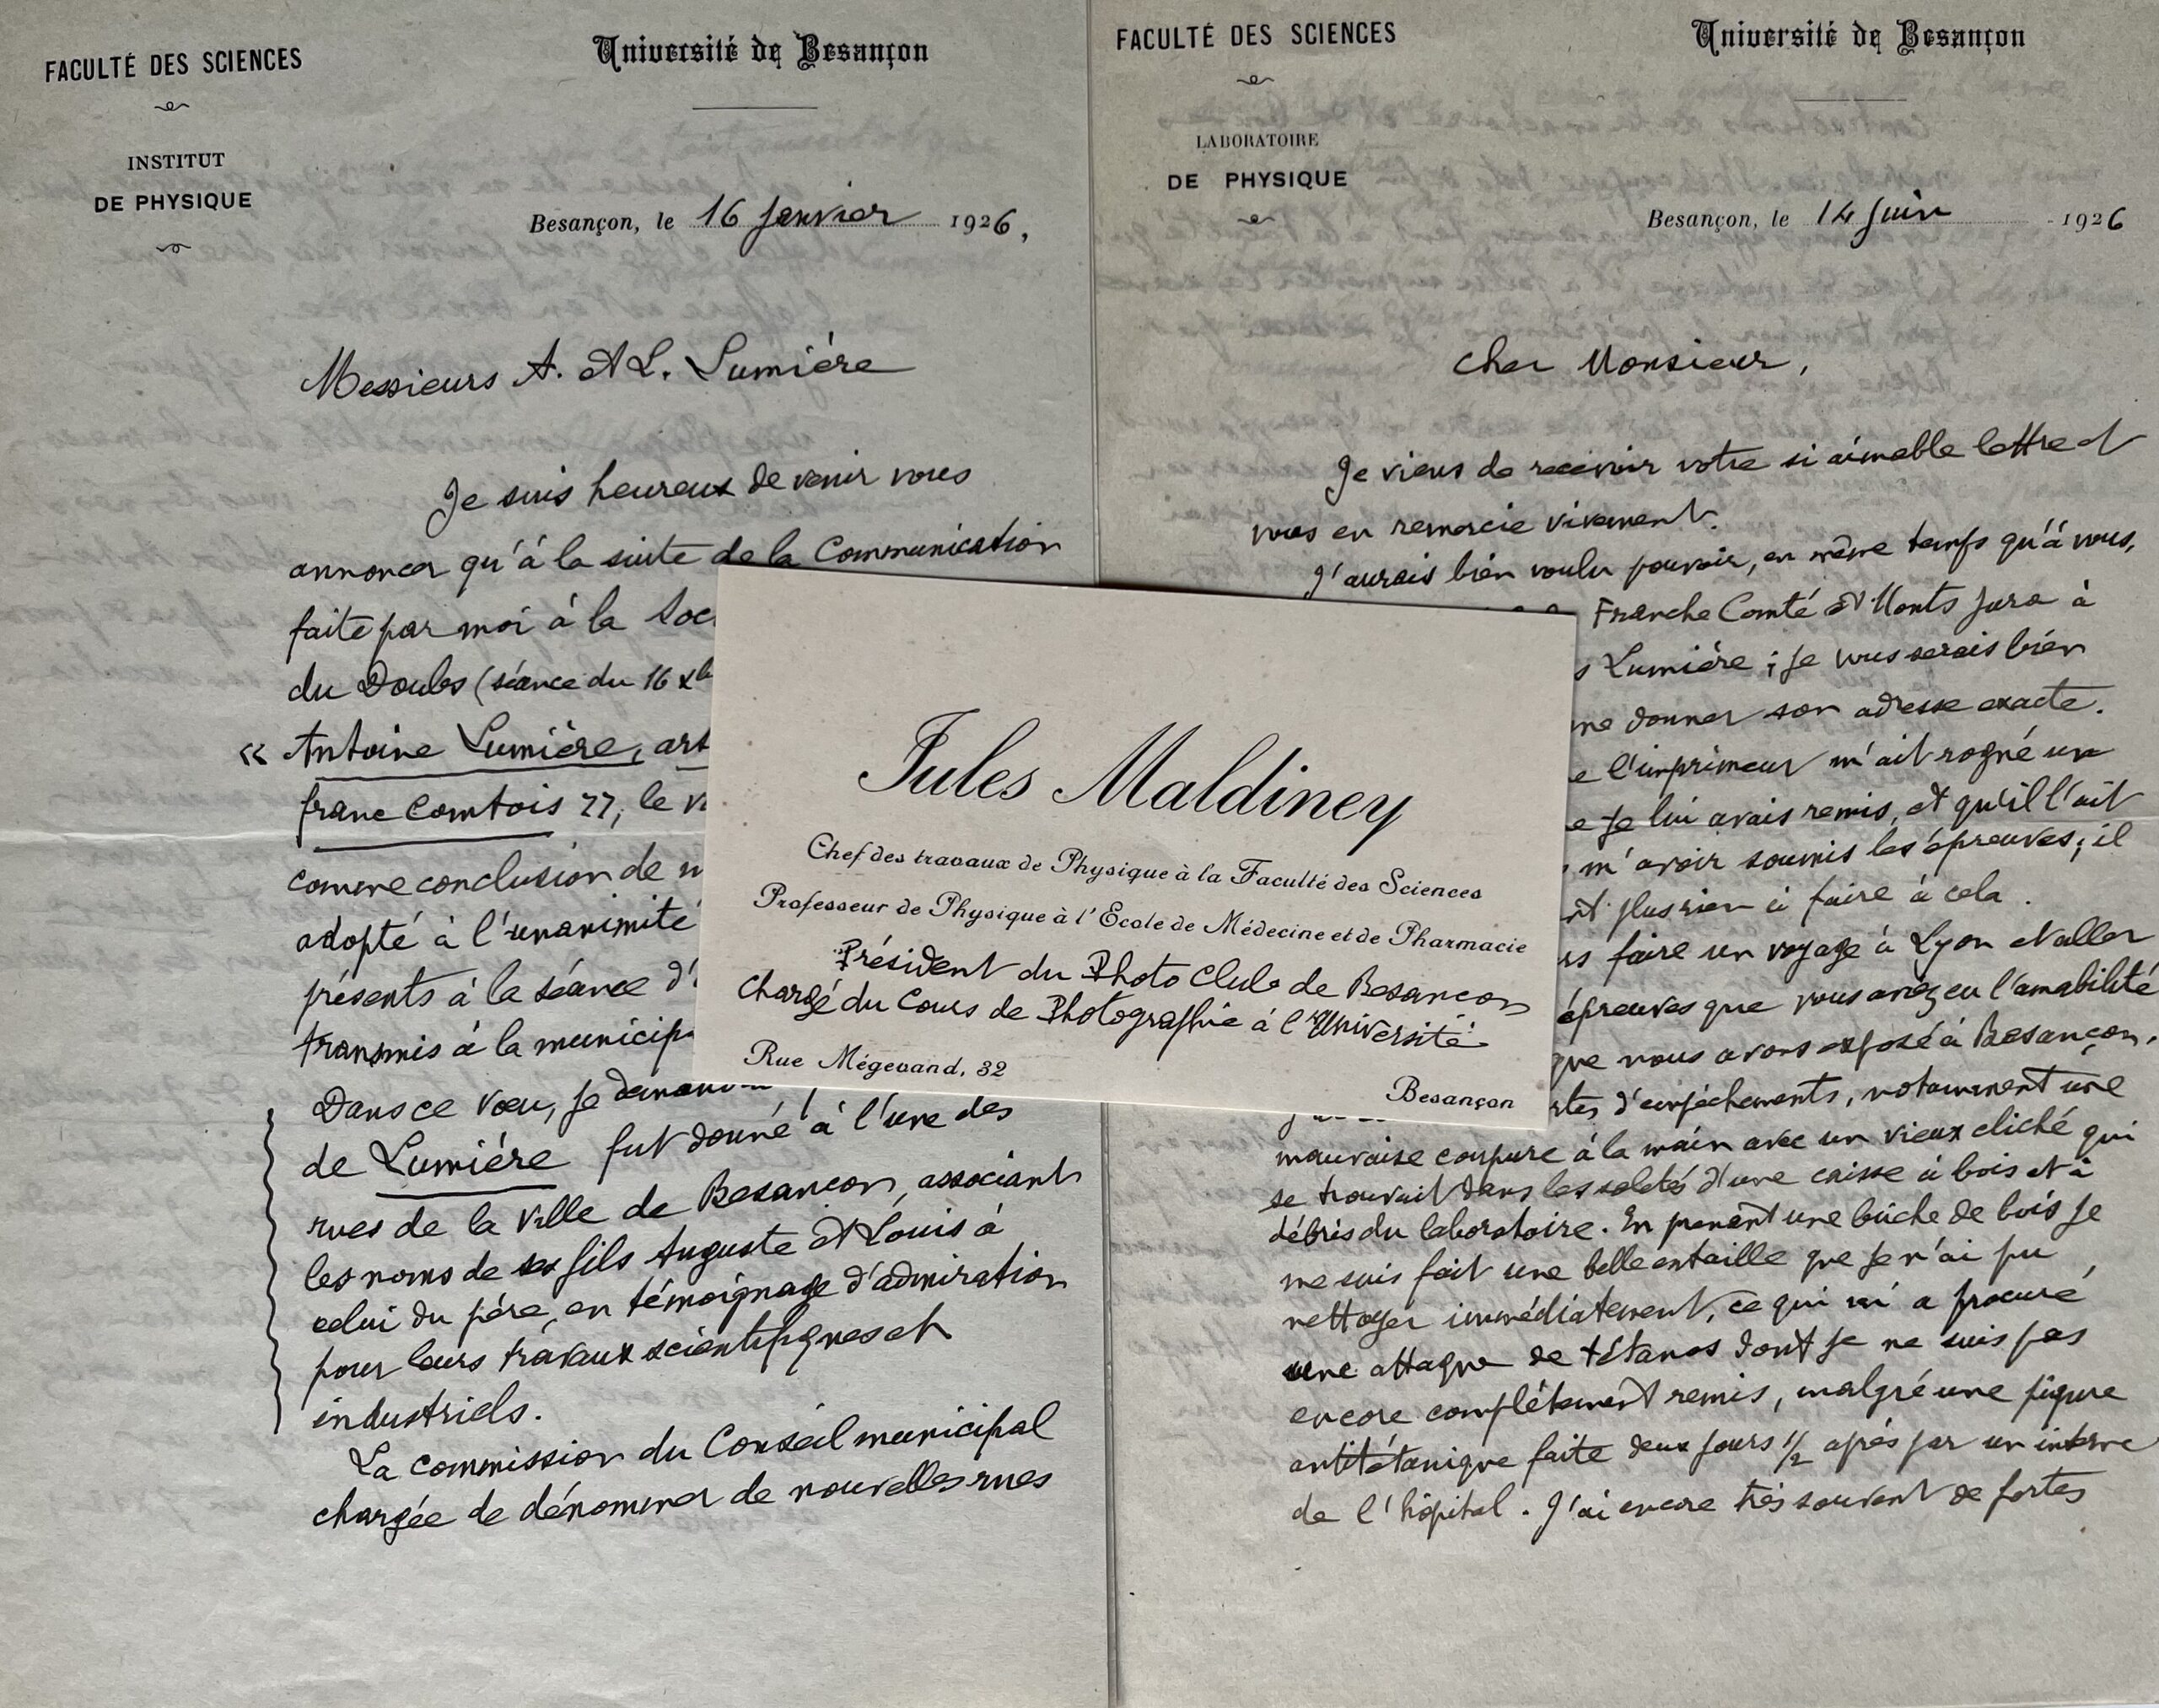 FACULTÉ DES SCIENCES
INSTITUT
DE PHYSIQUE
Université de Besançon
Besançon, le 16 Janvier 1926,
Messieurs A. et L. Lumière
Je suis heureux de venir vous
annoncer qu'à la suite de la Communication
faite par moi à la Soc
du Doubs (séance du 16 Xbre
« Antoine Lumière, art
franc Comtois ", le v
comme conclusion de m
adopté à l'unanimité
présents à la séance d'
transmis à la municip
Dans ce vœu, je demandai
de Lumière fut donné à l'une des
rues de la ville de Besançon, associant
les noms de ses fils Auguste et Louis à
celui du père, en témoignage d'admiration
pour leurs travaux scientifiques et
industriels.
La commission du Conseil municipal
chargée de dénommer de nouvelles rues
FACULTÉ DES SCIENCES
LABORATOIRE
DE PHYSIQUE
Université de Besançon
Besançon, le 14 Juin 1926
Cher Monsieur,
Je viens de recevoir votre si aimable lettre et
vous en remercie vivement.
J'aurais bien voulu pouvoir, en même temps qu'à vous,
Franche Comté et Monts Jura à
s Lumière ; je vous serais bien
me donner son adresse exacte.
e l'imprimeur m'ait rogné un
e je lui avais remis, et qu'il l'ait
m'avoir soumis les épreuves ; il
nt plus rien à faire à cela.
rs faire un voyage à Lyon et aller
épreuves que vous avez eu l'amabilité
que nous avons exposé à Besançon.
rtes d'empêchements, notamment une
mauvaise coupure à la main avec un vieux cliché qui
se trouvait dans les saletés d'une caisse à bois et à
débris du laboratoire. En prenant une bûche de bois je
me suis fait une belle entaille que je n'ai pu
nettoyer immédiatement, ce qui m'a procuré
une attaque de tétanos dont je ne suis pas
encore complètement remis, malgré une piqure
antitétanique faite deux jours 1/2 après par un interne
de l'hôpital. J'ai encore très souvent de fortes
Jules Maldiney
Chef des travaux de Physique à la Faculté des Sciences
Professeur de Physique à l'École de Médecine et de Pharmacie
Président du Photo Club de Besançon
Chargé du Cours de Photographie à l'Université
Rue Mégevand, 32
Besançon